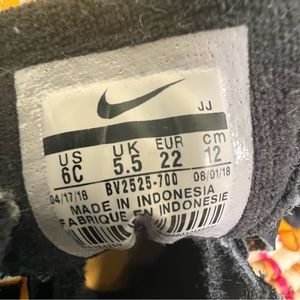 JJ
US UK EUR cm
6C 5.5 22 12
04/17/18 BV2525-700 08/01/18
MADE IN INDONESIA
FABRIQUE EN INDONESIE